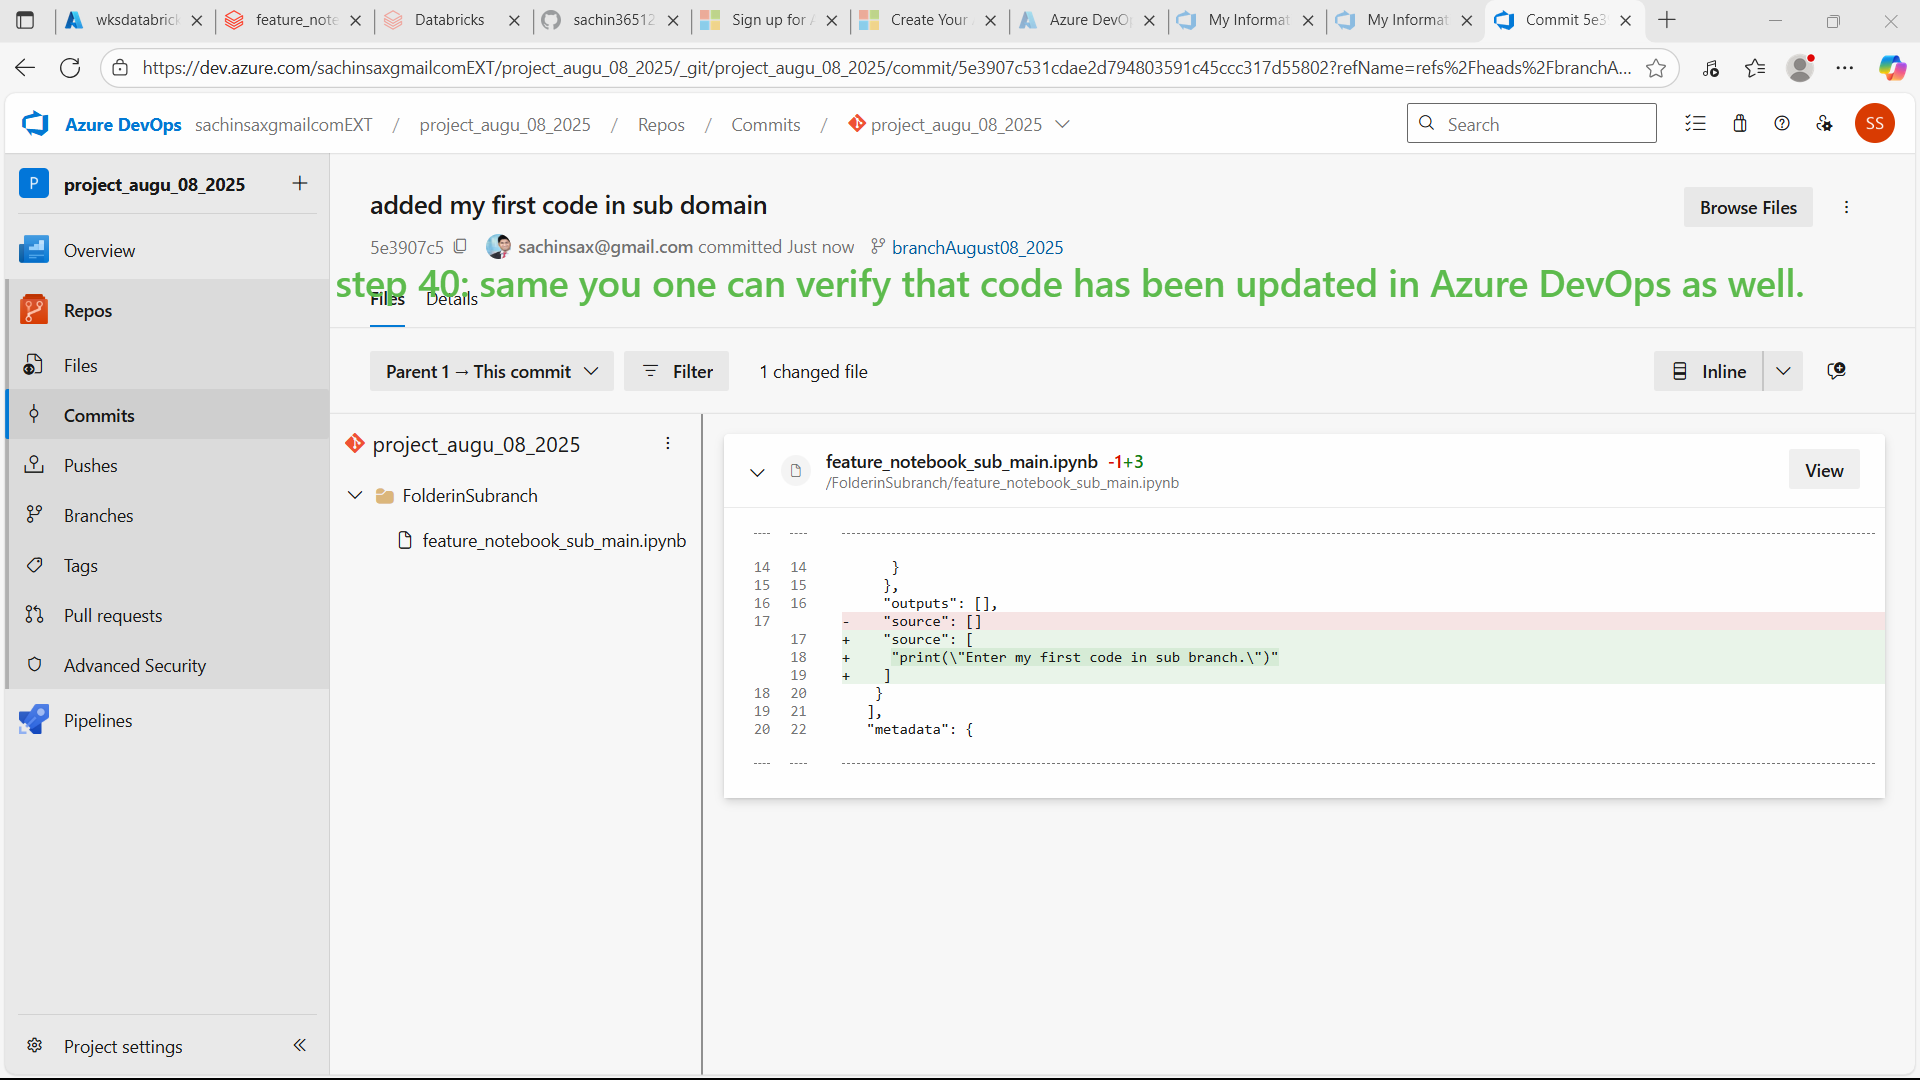 wksdatabrick
feature_note
Databricks
sachin36512
Sign up for A
Create Your
Azure DevO
My Informat
My Informat
Commit 5e3
https://dev.azure.com/sachinsaxgmailcomEXT/project_augu_08_2025/_git/project_augu_08_2025/commit/5e3907c531cdae2d794803591c45ccc317d55802?refName=refs%2Fheads%2FbranchA...
Azure DevOps sachinsaxgmailcomEXT / project_augu_08_2025 / Repos / Commits / project_augu_08_2025
Search
SS
P
project_augu_08_2025
Overview
Repos
Files
Commits
Pushes
Branches
Tags
Pull requests
Advanced Security
Pipelines
Project settings
added my first code in sub domain
Browse Files
5e3907c5 sachinsax@gmail.com committed Just now branchAugust08_2025
step 40: same you one can verify that code has been updated in Azure DevOps as well.
Files Details
Parent 1 → This commit
Filter
1 changed file
Inline
project_augu_08_2025
FolderinSubranch
feature_notebook_sub_main.ipynb
feature_notebook_sub_main.ipynb -1+3
/FolderinSubranch/feature_notebook_sub_main.ipynb
View
14 14 }
15 15 },
16 16 "outputs": [],
17 - "source": []
17 + "source": [
18 + "print(\"Enter my first code in sub branch.\")"
19 + ]
18 20 }
19 21 ],
20 22 "metadata": {